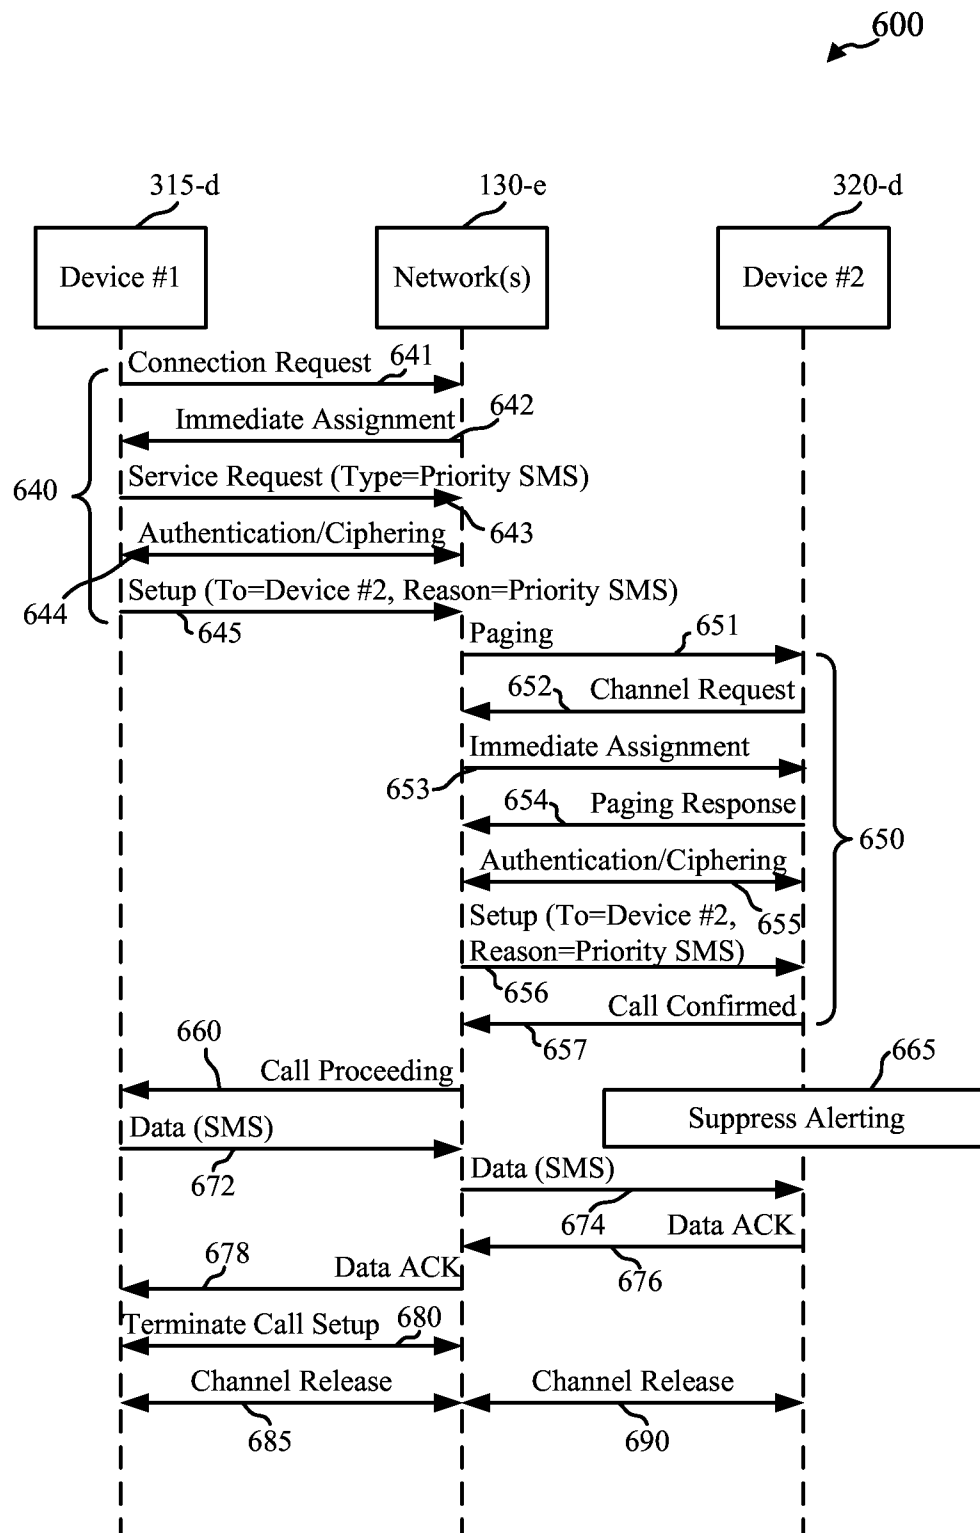 600
315-d
130-e
320-d
Device #1
Network(s)
Device #2
Connection Request
641
Immediate Assignment
642
Service Request (Type=Priority SMS)
643
640
Authentication/Ciphering
644
Setup (To=Device #2, Reason=Priority SMS)
645
Paging
651
652
Channel Request
Immediate Assignment
653
654
Paging Response
650
Authentication/Ciphering
655
Setup (To=Device #2,
Reason=Priority SMS)
656
Call Confirmed
657
660
Call Proceeding
665
Suppress Alerting
Data (SMS)
672
Data (SMS)
674
Data ACK
676
678
Data ACK
Terminate Call Setup
680
Channel Release
685
Channel Release
690